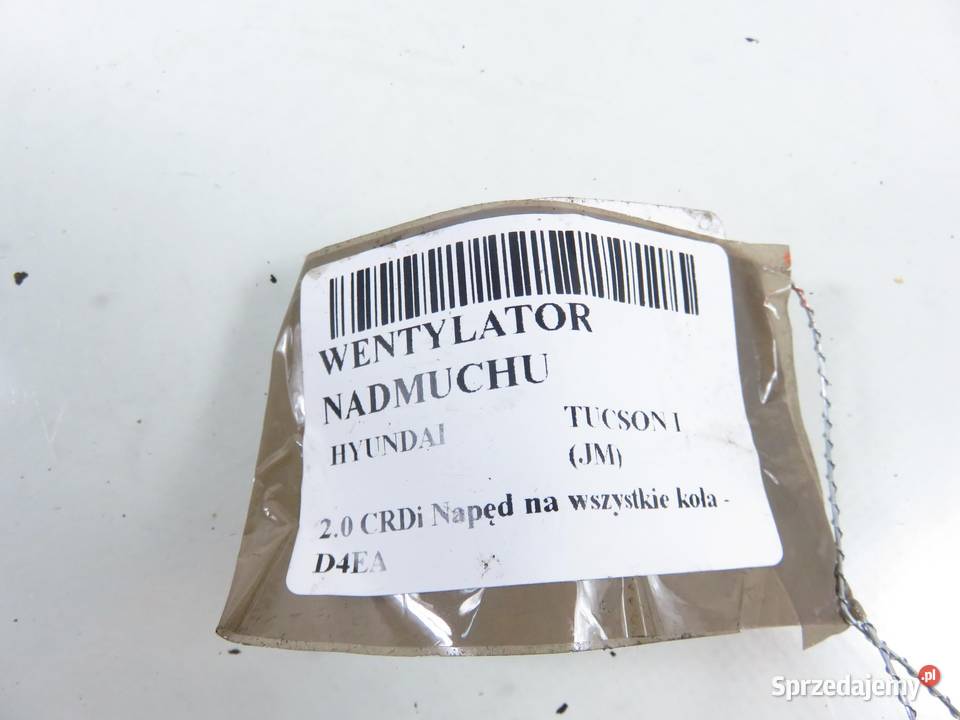 WENTYLATOR
NADMUCHU
HYUNDAI TUCSON I
(JM)
2.0 CRDi Napęd na wszystkie koła -
D4EA
Sprzedajemy.pl